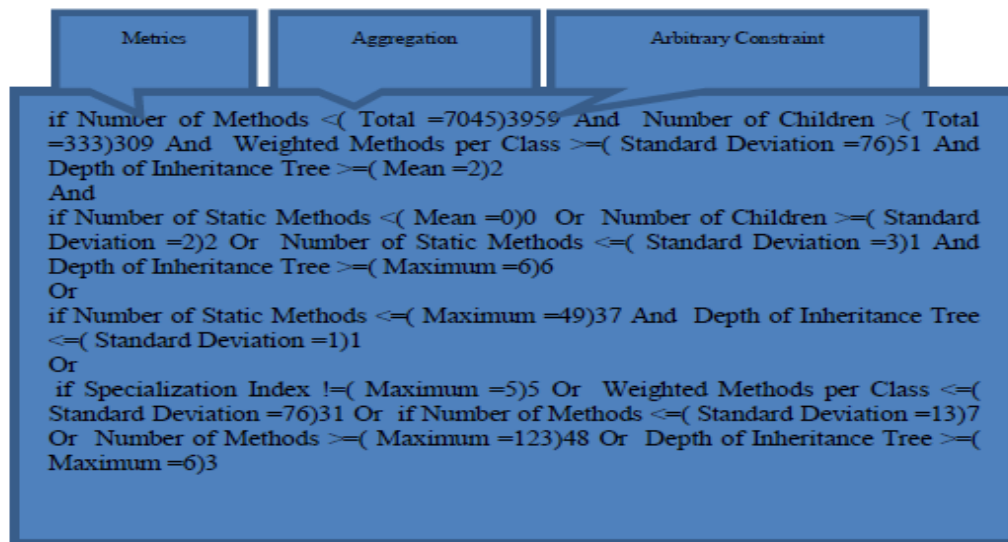 Metrics
Aggregation
Arbitrary Constraint
if Number of Methods <( Total =7045)3959 And Number of Children >( Total
=333)309 And Weighted Methods per Class >=( Standard Deviation =76)51 And
Depth of Inheritance Tree >=( Mean =2)2
And
if Number of Static Methods <( Mean =0)0 Or Number of Children >=( Standard
Deviation =2)2 Or Number of Static Methods <=( Standard Deviation =3)1 And
Depth of Inheritance Tree >=( Maximum =6)6
Or
if Number of Static Methods <=( Maximum =49)37 And Depth of Inheritance Tree
<=( Standard Deviation =1)1
Or
if Specialization Index !=( Maximum =5)5 Or Weighted Methods per Class <=(
Standard Deviation =76)31 Or if Number of Methods <=( Standard Deviation =13)7
Or Number of Methods >=( Maximum =123)48 Or Depth of Inheritance Tree >=(
Maximum =6)3